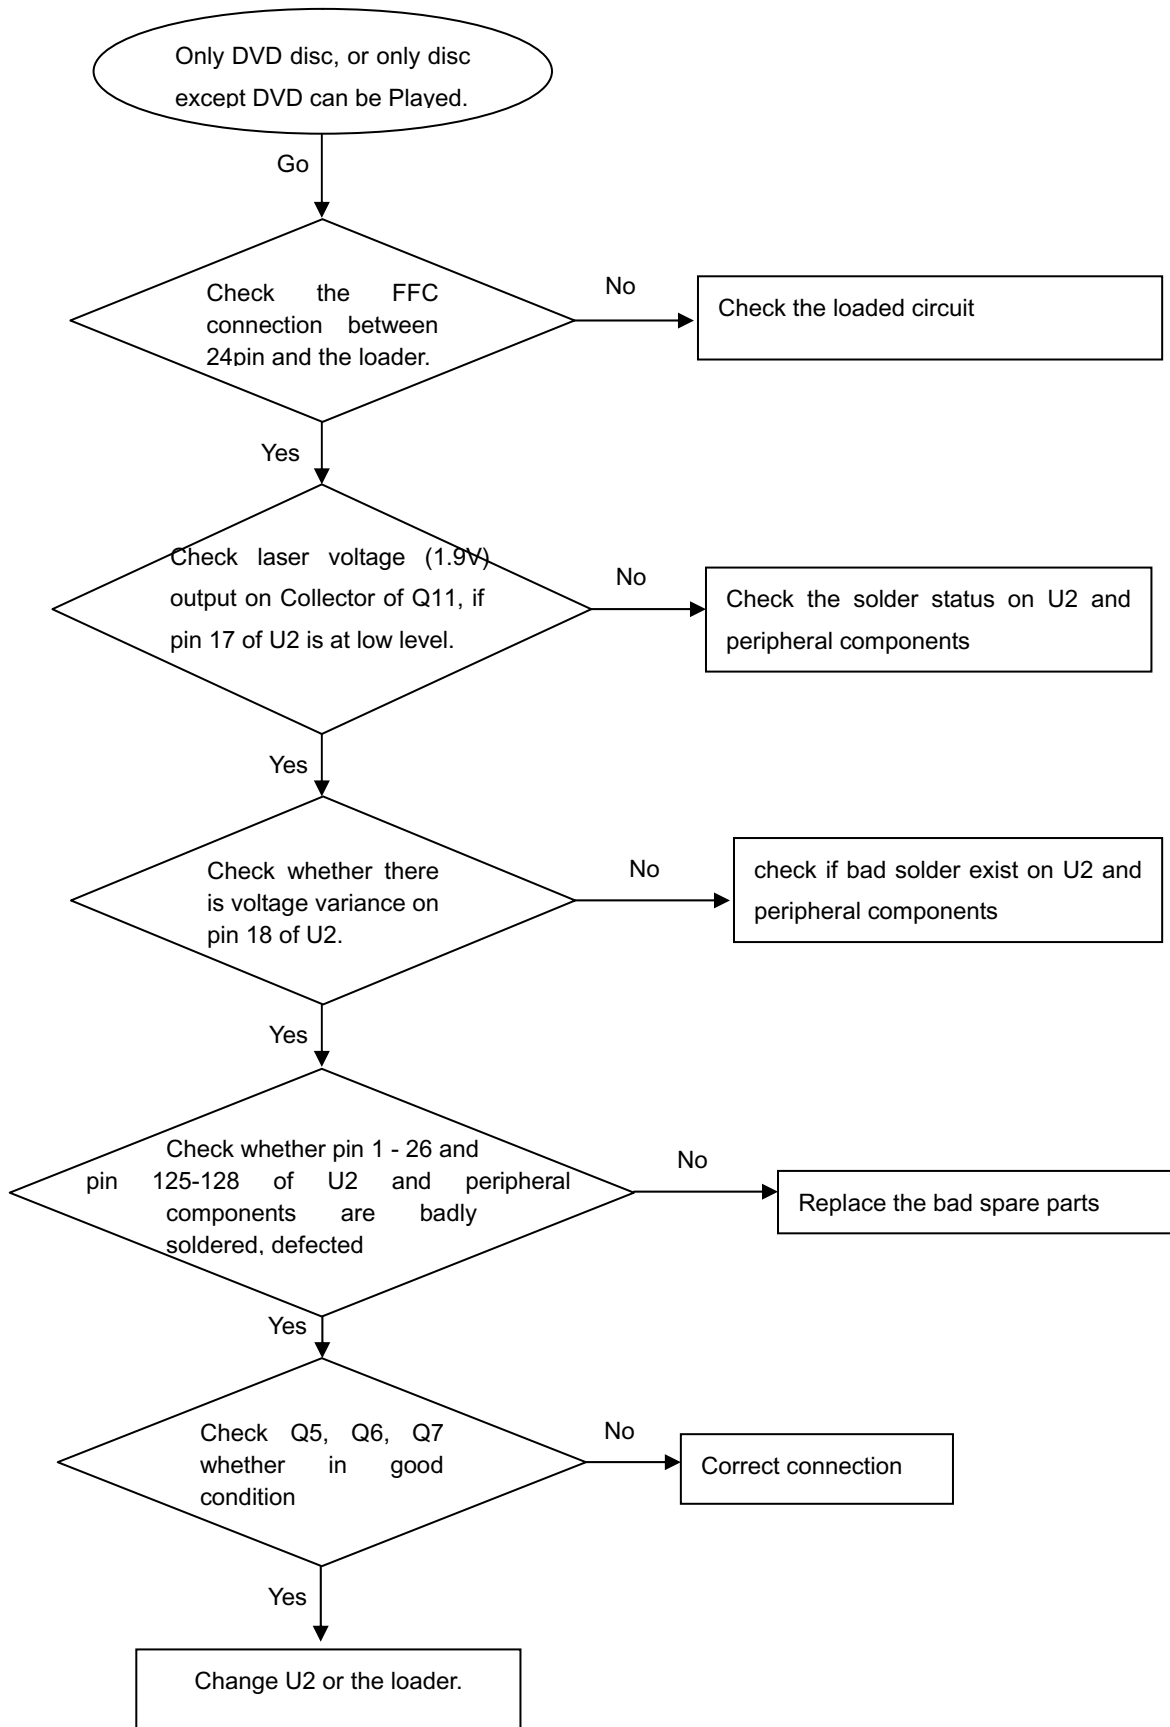 Only DVD disc, or only disc
except DVD can be Played.
Go
Check the FFC
connection between
24pin and the loader.
No
Check the loaded circuit
Yes
Check laser voltage (1.9V)
output on Collector of Q11, if
pin 17 of U2 is at low level.
No
Check the solder status on U2 and
peripheral components
Yes
Check whether there
is voltage variance on
pin 18 of U2.
No
check if bad solder exist on U2 and
peripheral components
Yes
Check whether pin 1 - 26 and
pin 125-128 of U2 and peripheral
components are badly
soldered, defected
No
Replace the bad spare parts
Yes
Check Q5, Q6, Q7
whether in good
condition
No
Correct connection
Yes
Change U2 or the loader.